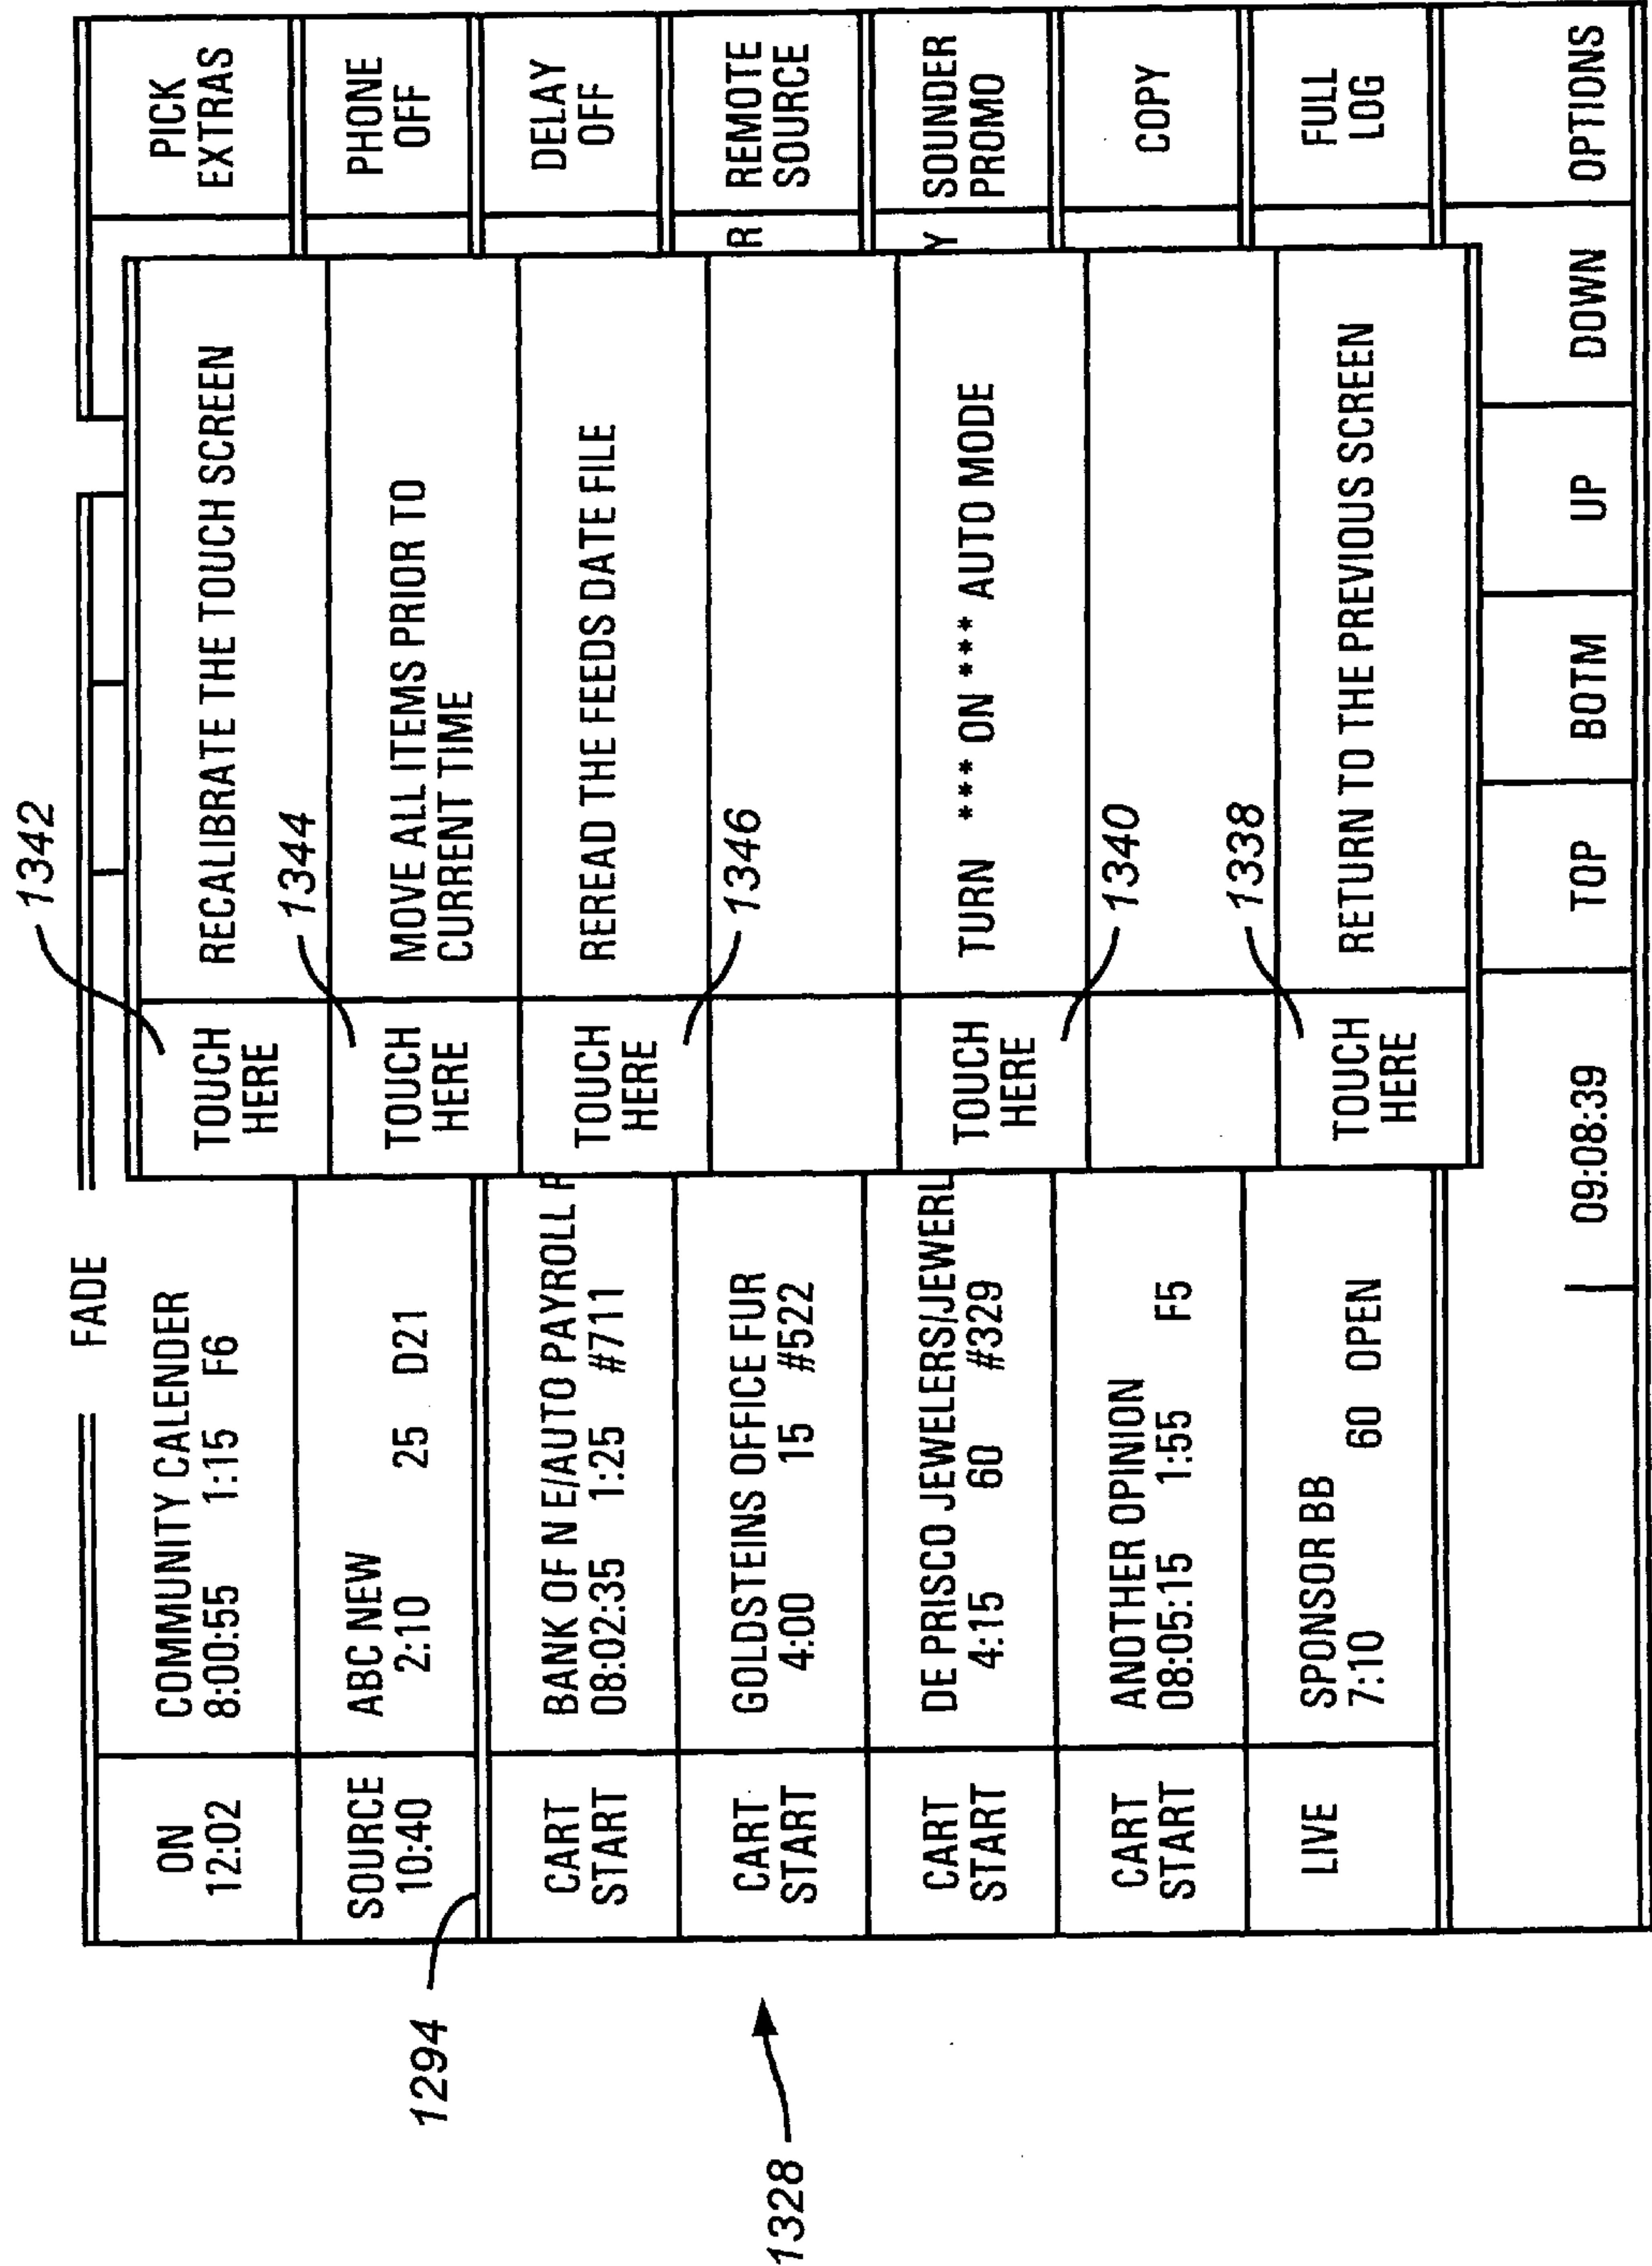 FADE
ON
12:02
COMMUNITY CALENDER
8:00:55 1:15 F6
SOURCE
10:40
ABC NEW
2:10 25 D21
1294
CART
START
BANK OF N E/AUTO PAYROLL
08:02:35 1:25 #711
CART
START
GOLDSTEINS OFFICE FUR
4:00 15 #522
CART
START
DE PRISCO JEWELERS/JEWERL
4:15 60 #329
CART
START
ANOTHER OPINION
08:05:15 1:55 F5
LIVE
SPONSOR BB
7:10 60 OPEN
1328
1342
TOUCH
HERE
RECALIBRATE THE TOUCH SCREEN
1344
TOUCH
HERE
MOVE ALL ITEMS PRIOR TO
CURRENT TIME
TOUCH
HERE
REREAD THE FEEDS DATE FILE
1346
TOUCH
HERE
TURN *** ON *** AUTO MODE
1340
1338
TOUCH
HERE
RETURN TO THE PREVIOUS SCREEN
PICK
EXTRAS
PHONE
OFF
DELAY
OFF
R
REMOTE
SOURCE
Y
SOUNDER
PROMO
COPY
FULL
LOG
09:08:39
TOP
BOTM
UP
DOWN
OPTIONS